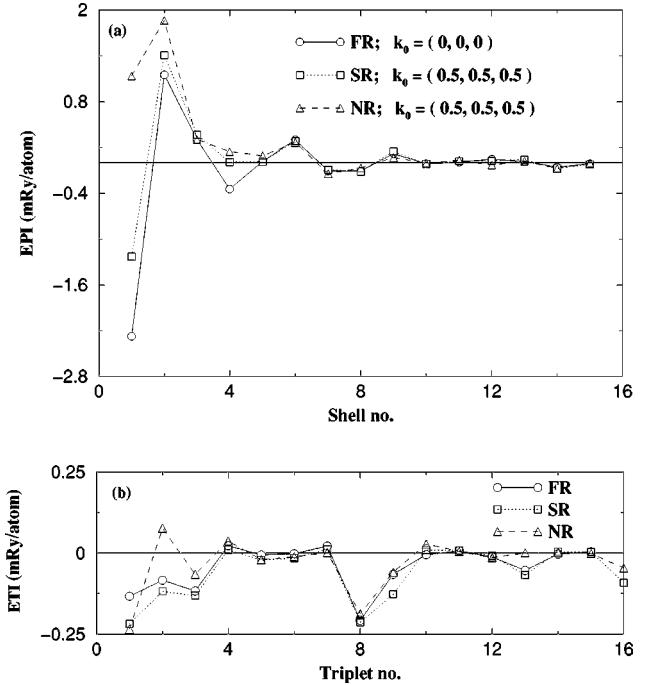 (a)
FR; k₀ = ( 0, 0, 0 )
SR; k₀ = ( 0.5, 0.5, 0.5 )
NR; k₀ = ( 0.5, 0.5, 0.5 )
EPI (mRy/atom)
2
0.8
−0.4
−1.6
−2.8
0 4 8 12 16
Shell no.
(b)
FR
SR
NR
ETI (mRy/atom)
0.25
0
−0.25
0 4 8 12 16
Triplet no.